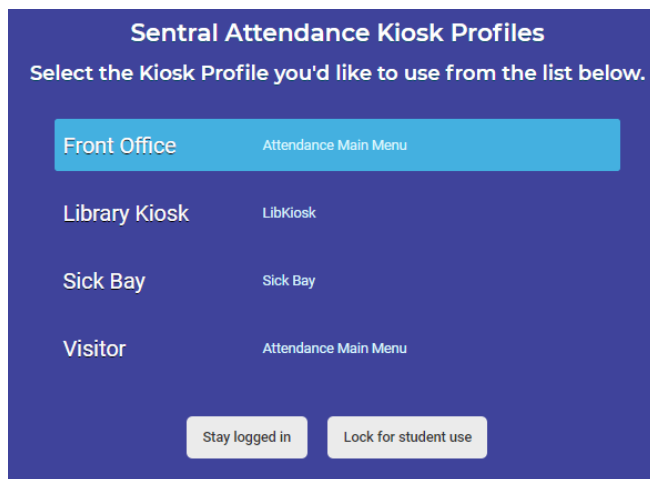 Sentral Attendance Kiosk Profiles
Select the Kiosk Profile you'd like to use from the list below.
Front Office Attendance Main Menu
Library Kiosk LibKiosk
Sick Bay Sick Bay
Visitor Attendance Main Menu
Stay logged in Lock for student use